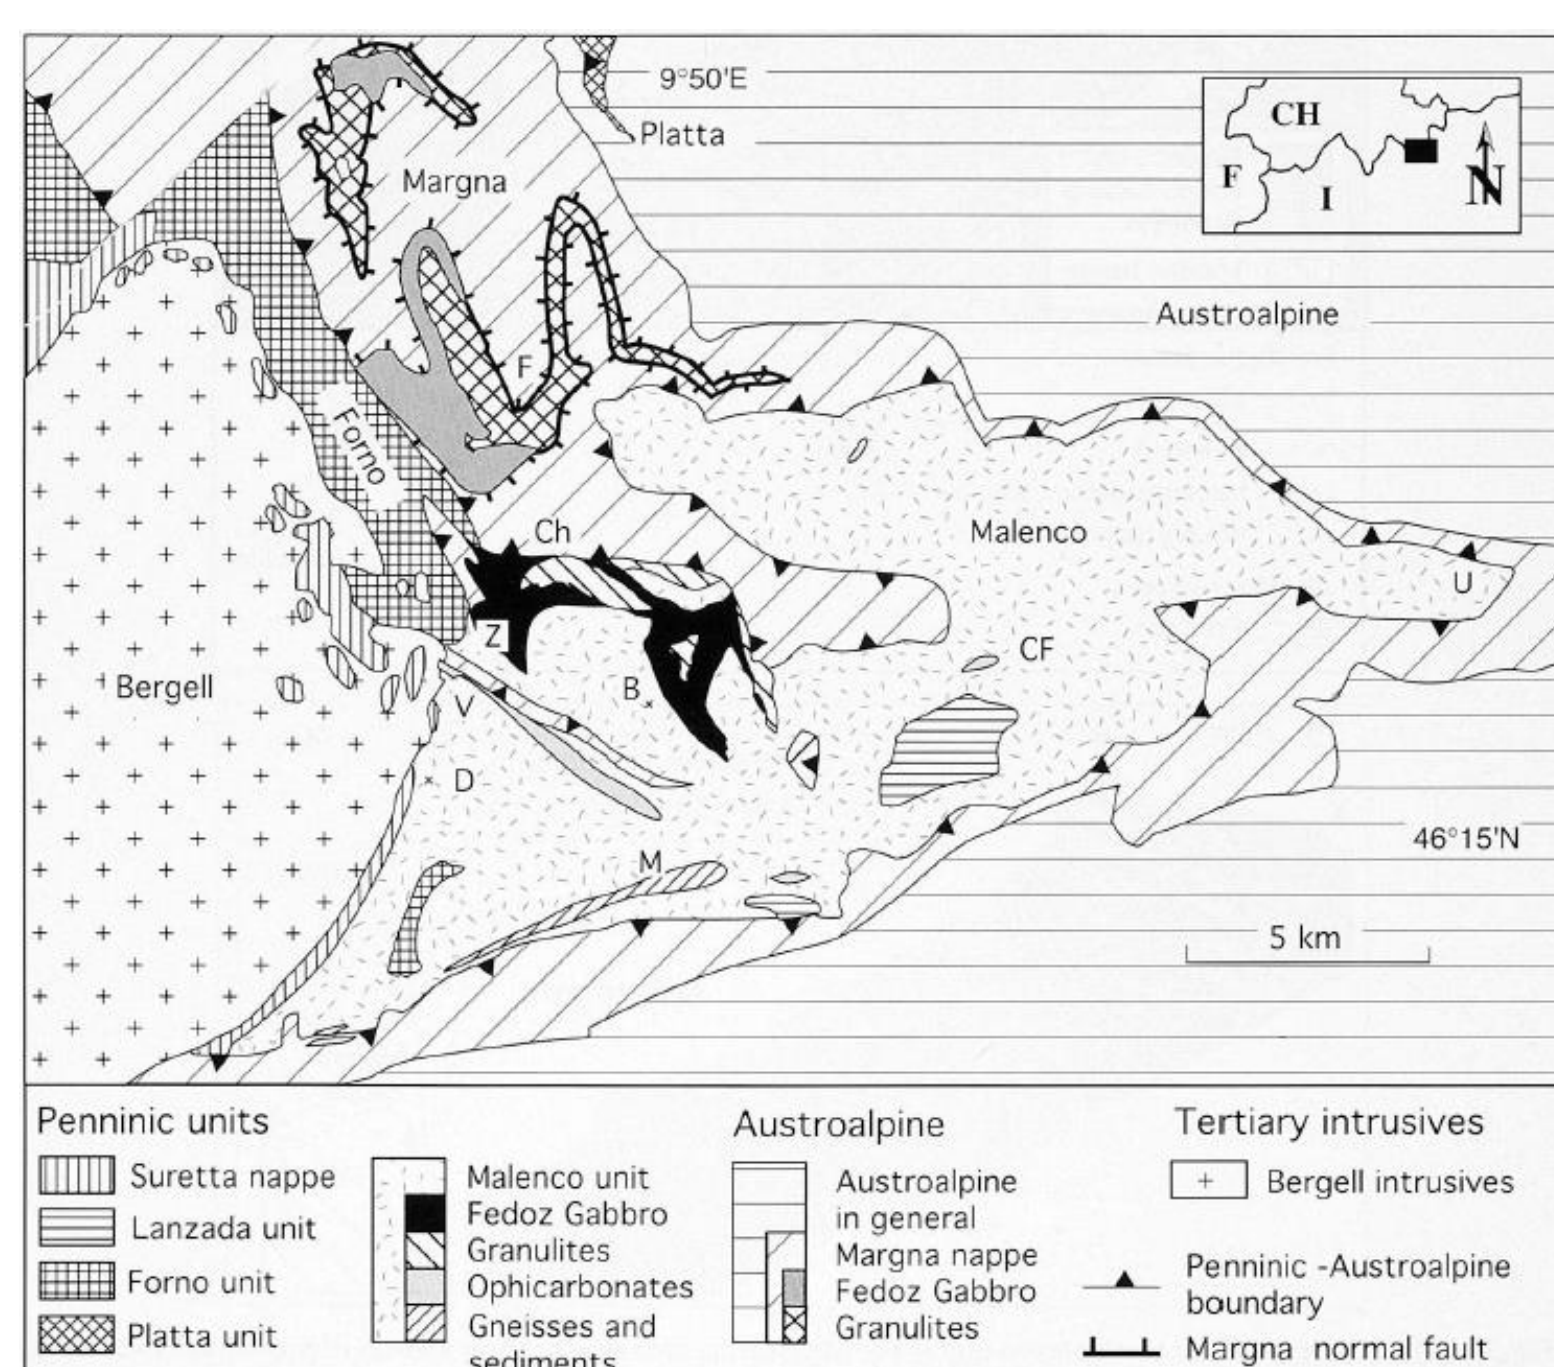 9°50'E
Platta
CH
F
I
N
Margna
Austroalpine
F
Forno
Ch
Malenco
U
Z
CF
B
Bergell
V
D
46°15'N
M
5 km
Penninic units
Suretta nappe
Lanzada unit
Forno unit
Platta unit
Malenco unit
Fedoz Gabbro
Granulites
Ophicarbonates
Gneisses and
sediments
Austroalpine
Austroalpine
in general
Margna nappe
Fedoz Gabbro
Granulites
Tertiary intrusives
Bergell intrusives
Penninic -Austroalpine
boundary
Margna normal fault